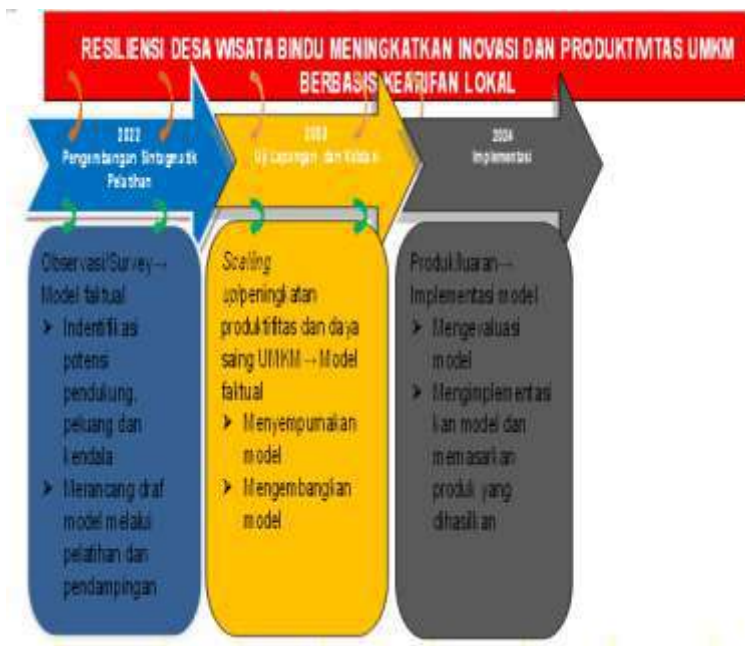 RESILIENSI DESA WISATA BINDU MENINGKATKAN INOVASI DAN PRODUKTIVITAS UMKM
BERBASIS KEARIFAN LOKAL
2022
Pengembangan Sintagmatik
Pelatihan
Observasi/Survey→
Model faktual
➤ Indentifikasi
potensi
pendukung,
peluang dan
kendala
➤ Merancang draf
model melalui
pelatihan dan
pendampingan
2023
Uji Lapangan dan Validasi
Scaling
up/peningkatan
produktifitas dan daya
saing UMKM→Model
faktual
➤ Menyempurnakan
model
➤ Mengembangkan
model
2024
Implementasi
Produk/luaran→
Implementasi model
➤ Mengevaluasi
model
➤ Mengimplementasi
kan model dan
memasarkan
produk yang
dihasilkan